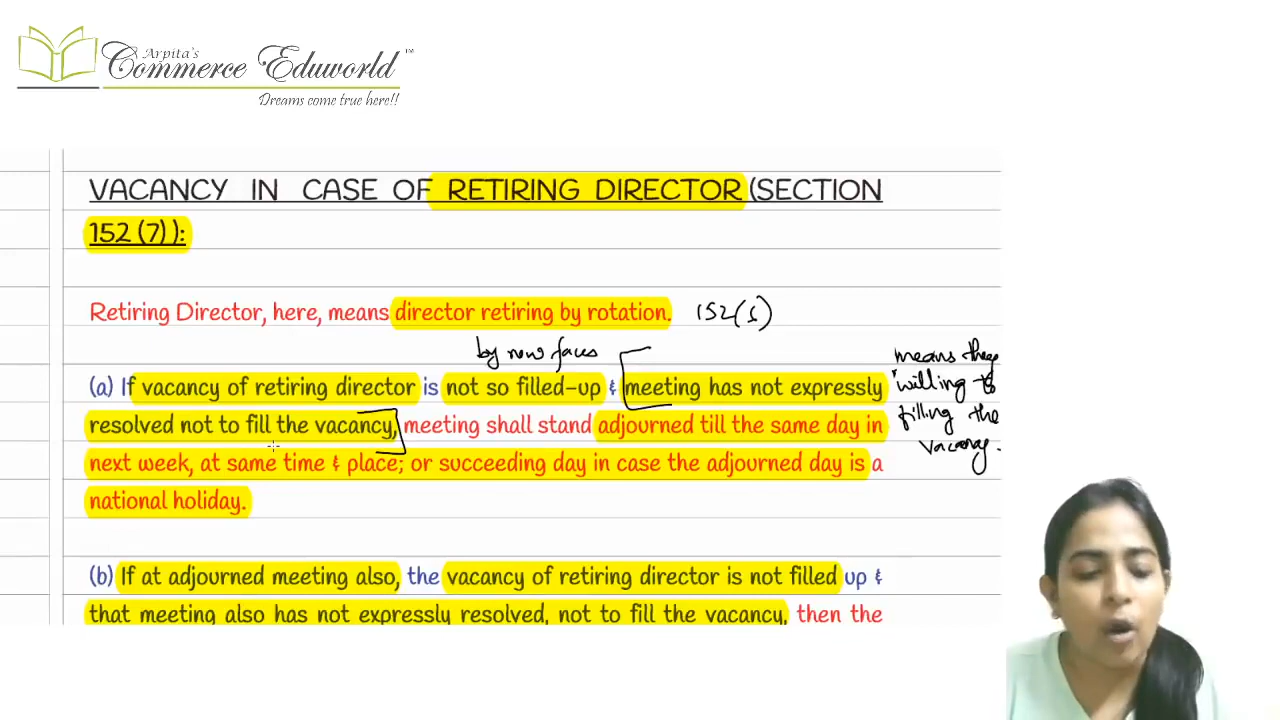 Arpita's
Commerce Eduworld™
Dreams come true here!!
VACANCY IN CASE OF RETIRING DIRECTOR (SECTION
152 (7) ):
Retiring Director, here, means director retiring by rotation. 152(6)
by new faces
(a) If vacancy of retiring director is not so filled-up & meeting has not expressly
resolved not to fill the vacancy, meeting shall stand adjourned till the same day in
next week, at same time & place; or succeeding day in case the adjourned day is a
national holiday.
means they
willing to
filling the
vacancy.
(b) If at adjourned meeting also, the vacancy of retiring director is not filled up &
that meeting also has not expressly resolved, not to fill the vacancy, then the